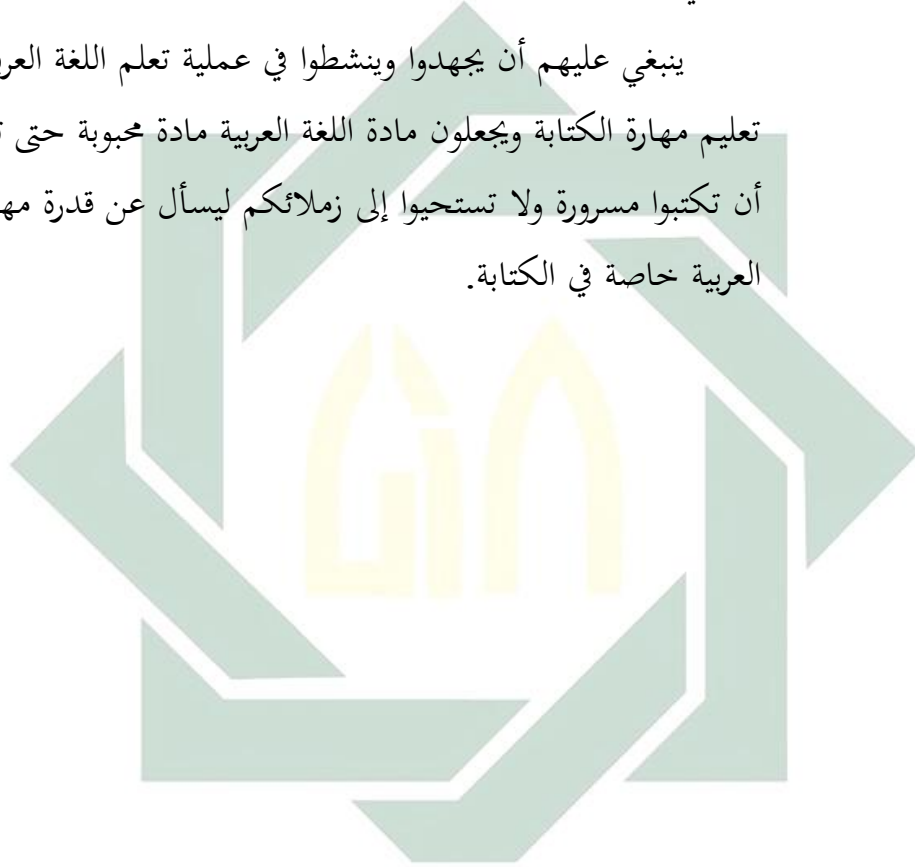 ينبغي عليهم أن يجهدوا وينشطوا في عملية تعلم اللغة
تعليم مهارة الكتابة ويجعلون مادة اللغة العربية مادة محبوبة حتى
أن تكتبوا مسرورة ولا تستحيوا إلى زملائكم ليسأل عن قدرة
العربية خاصة في الكتابة.